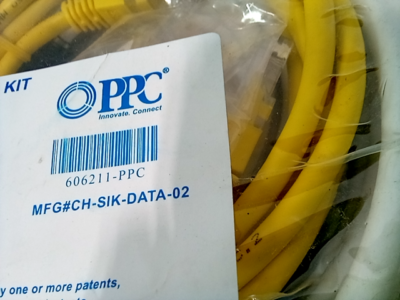 KIT
PPC®
Innovate. Connect
606211-PPC
MFG#CH-SIK-DATA-02
y one or more patents,